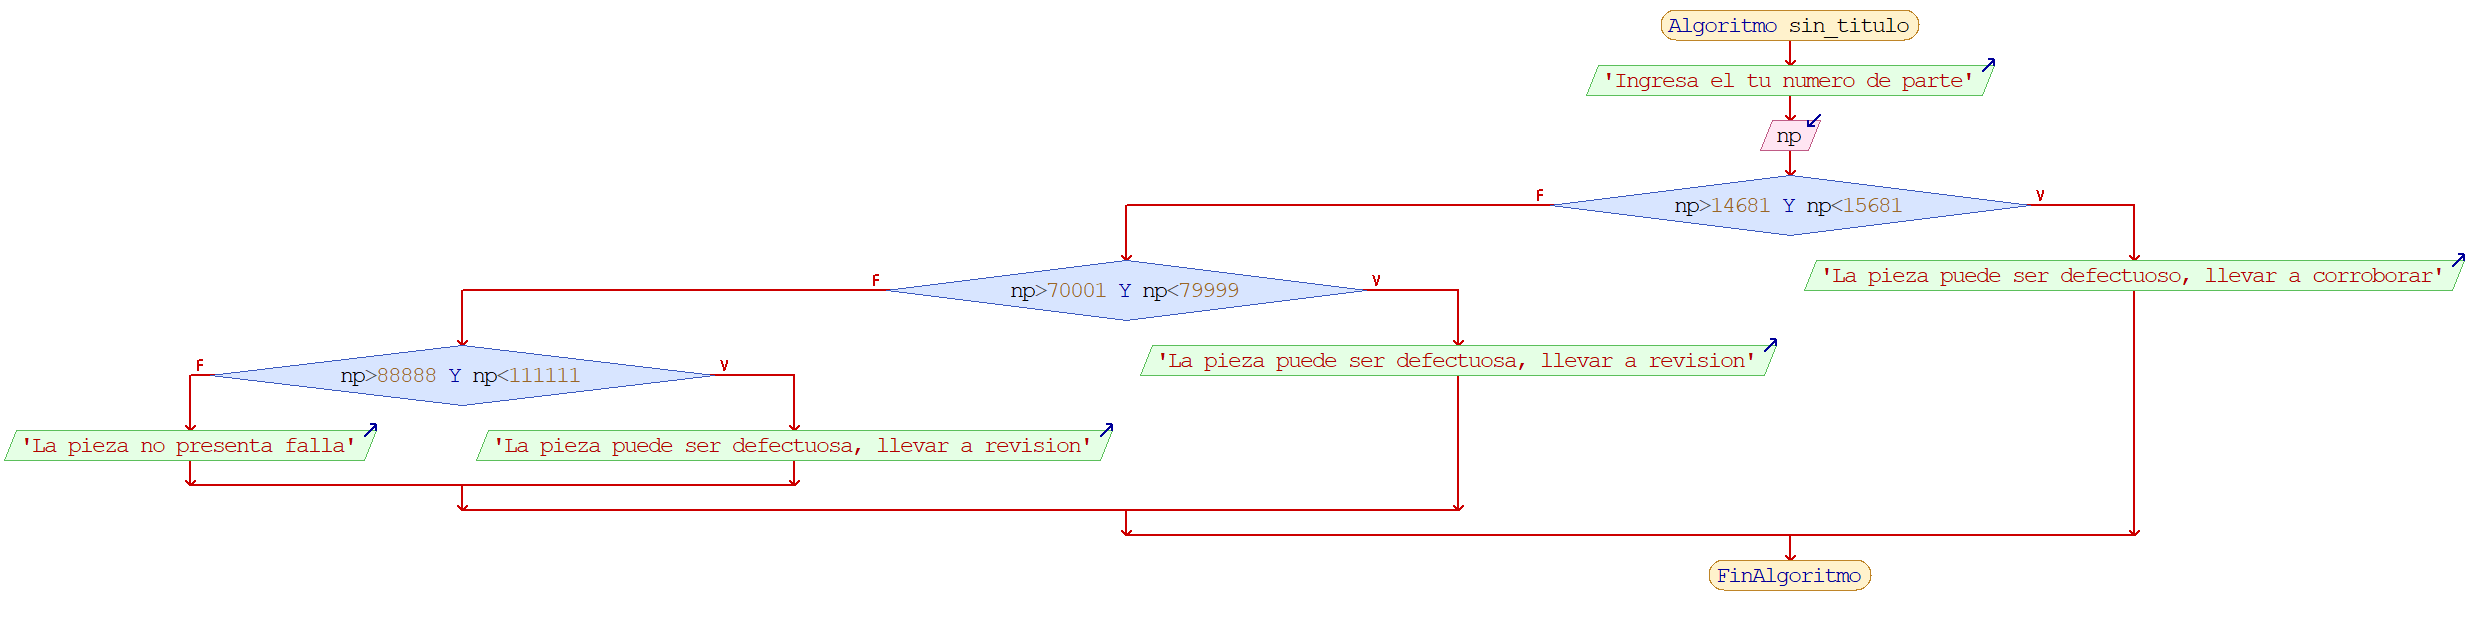 Algoritmo sin_titulo
'Ingresa el tu numero de parte'
np
F
V
np>14681 Y np<15681
F
V
'La pieza puede ser defectuoso, llevar a corroborar'
np>70001 Y np<79999
F
V
'La pieza puede ser defectuosa, llevar a revision'
np>88888 Y np<111111
'La pieza no presenta falla'
'La pieza puede ser defectuosa, llevar a revision'
FinAlgoritmo